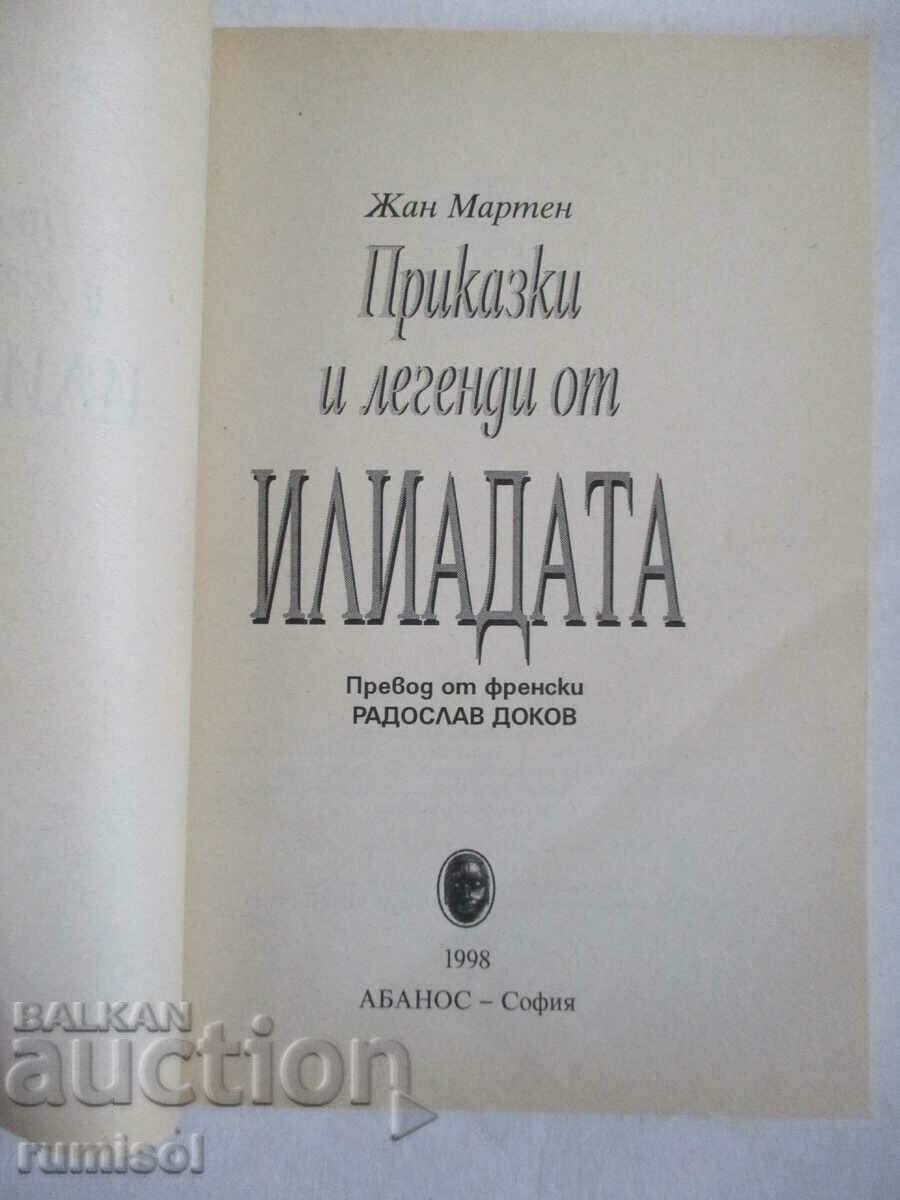 Жан Мартен
Приказки
и легенди от
ИЛИАДАТА
Превод от френски
РАДОСЛАВ ДОКОВ
1998
АБАНОС – София
BALKAN
auction
rumisol